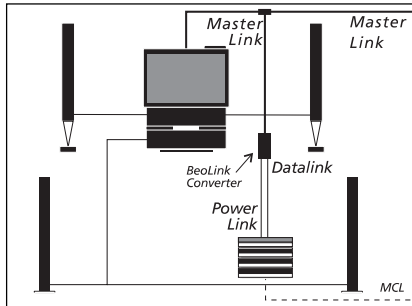 Master
Link
Master
Link
BeoLink
Converter
Datalink
Power
Link
MCL